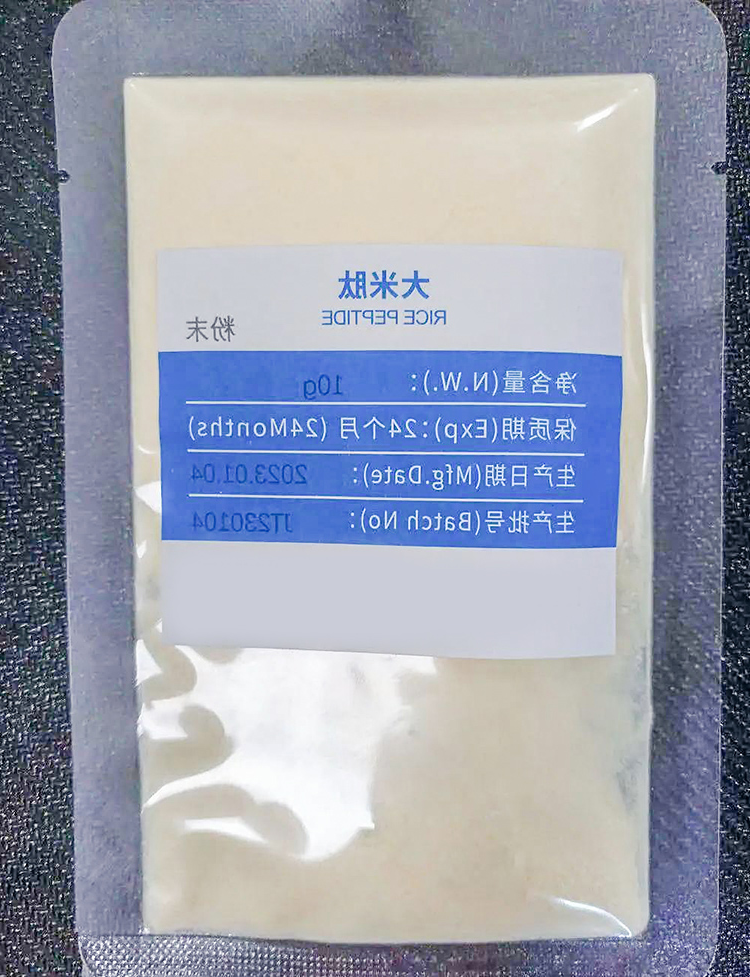 大米肽
RICE PEPTIDE
粉末
净含量(N.W.): 10g
保质期(Exp):24个月 (24Months)
生产日期(Mfg.Date): 2023.01.04
生产批号(Batch No): JT230104